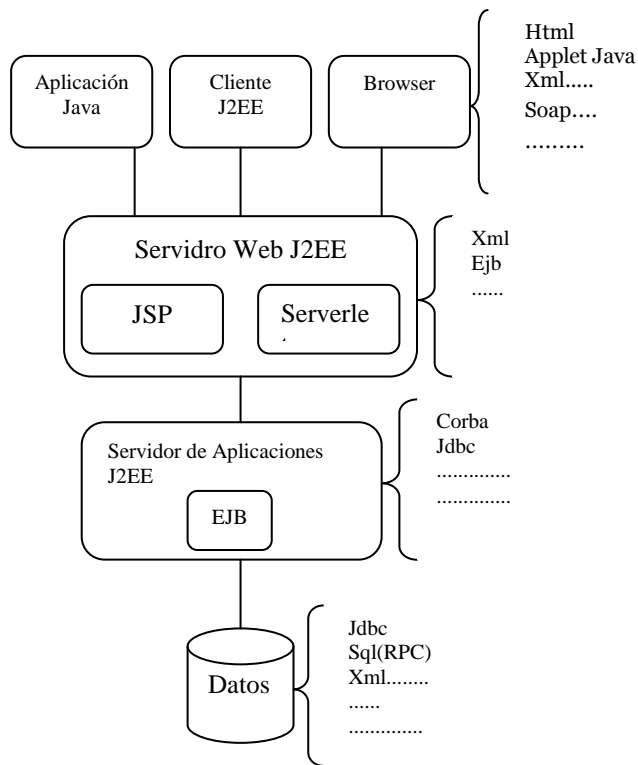 Aplicación
Java
Cliente
J2EE
Browser
Html
Applet Java
Xml.....
Soap....
.........
Servidro Web J2EE
JSP
Serverle
Xml
Ejb
......
Servidor de Aplicaciones
J2EE
EJB
Corba
Jdbc
..............
..............
Datos
Jdbc
Sql(RPC)
Xml........
......
..............